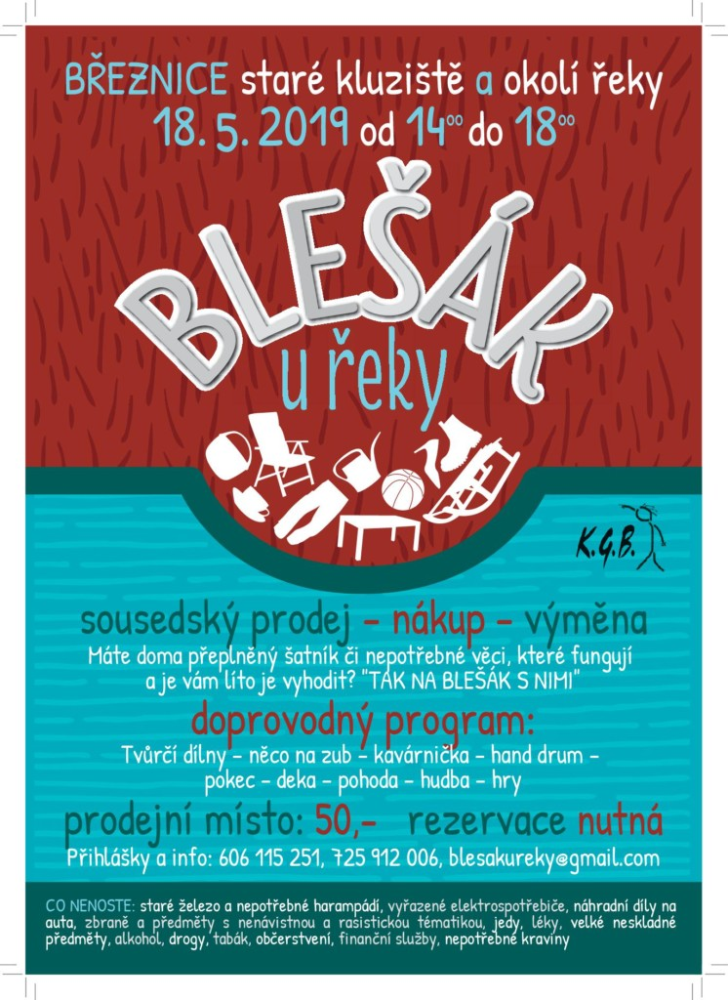 BŘEZNICE staré kluziště a okolí řeky
18. 5. 2019 od 14⁰⁰ do 18⁰⁰
BLEŠÁK
u řeky
K.G.B.
sousedský prodej – nákup – výměna
Máte doma přeplněný šatník či nepotřebné věci, které fungují
a je vám líto je vyhodit? "TAK NA BLEŠÁK S NIMI"
doprovodný program:
Tvůrčí dílny – něco na zub – kavárnička – hand drum –
pokec – deka – pohoda – hudba – hry
prodejní místo: 50,- rezervace nutná
Přihlášky a info: 606 115 251, 725 912 006, blesakureky@gmail.com
CO NENOSTE: staré železo a nepotřebné harampádí, vyřazené elektrospotřebiče, náhradní díly na
auta, zbraně a předměty s nenávistnou a rasistickou tématikou, jedy, léky, velké neskladné
předměty, alkohol, drogy, tabák, občerstvení, finanční služby, nepotřebné kraviny